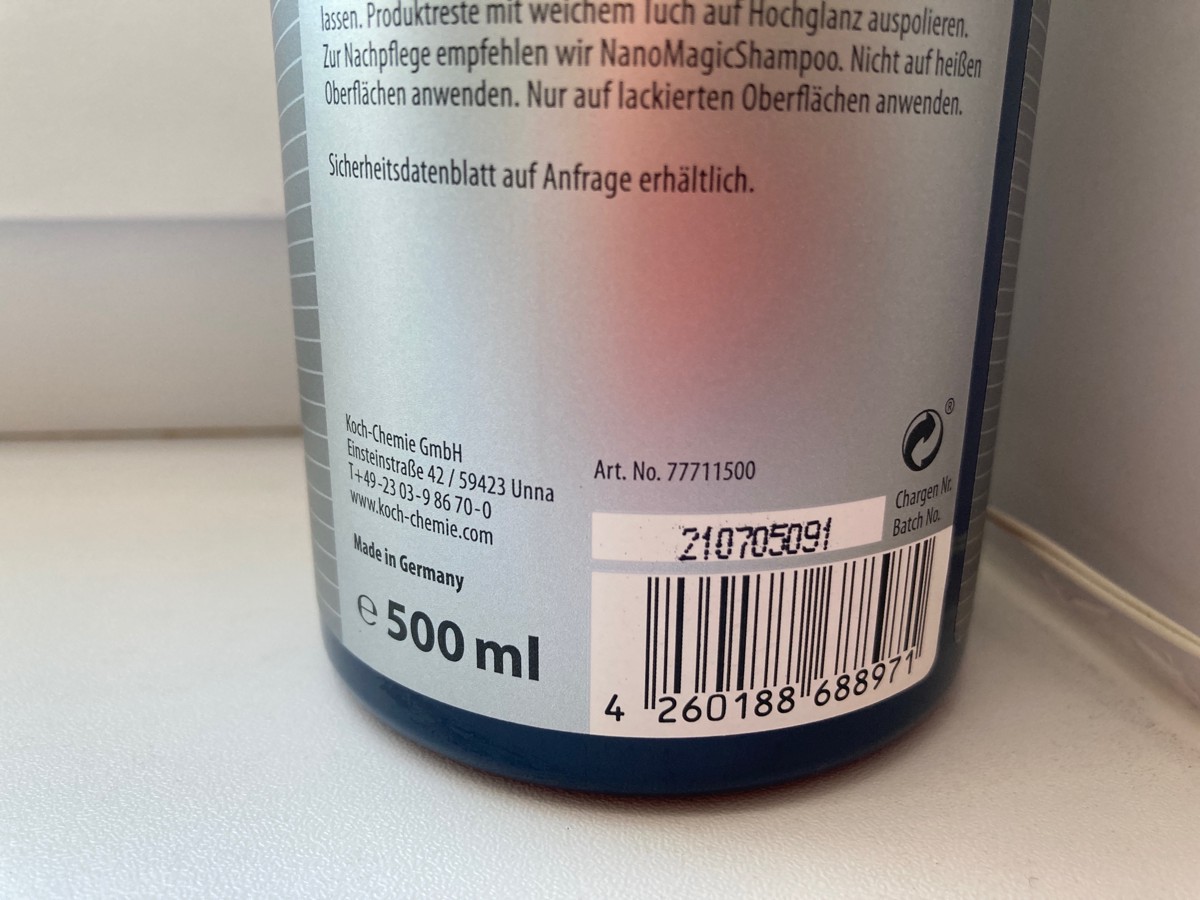 lassen. Produktreste mit weichem Tuch auf Hochglanz auspolieren.
Zur Nachpflege empfehlen wir NanoMagicShampoo. Nicht auf heißen
Oberflächen anwenden. Nur auf lackierten Oberflächen anwenden.
Sicherheitsdatenblatt auf Anfrage erhältlich.
Koch-Chemie GmbH
Einsteinstraße 42 / 59423 Unna
T+49-23 03-9 86 70-0
www.koch-chemie.com
Made in Germany
℮ 500 ml
Art. No. 77711500
®
Chargen Nr.
Batch No.
210705091
4 260188 688971